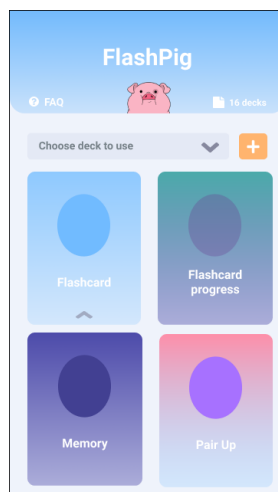 FlashPig
FAQ
16 decks
Choose deck to use
Flashcard
Flashcard
progress
Memory
Pair Up